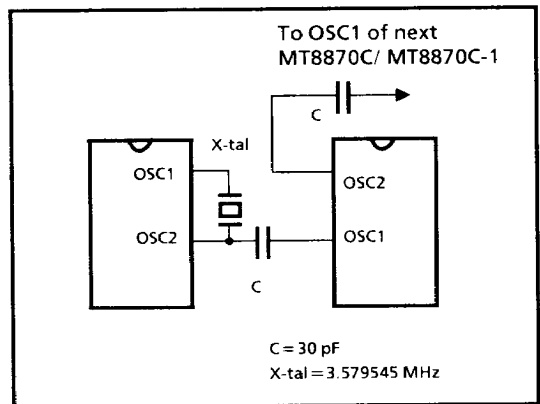 To OSC1 of next
MT8870C/ MT8870C-1
C
X-tal
OSC1
OSC2
OSC2
OSC1
C
C = 30 pF
X-tal = 3.579545 MHz